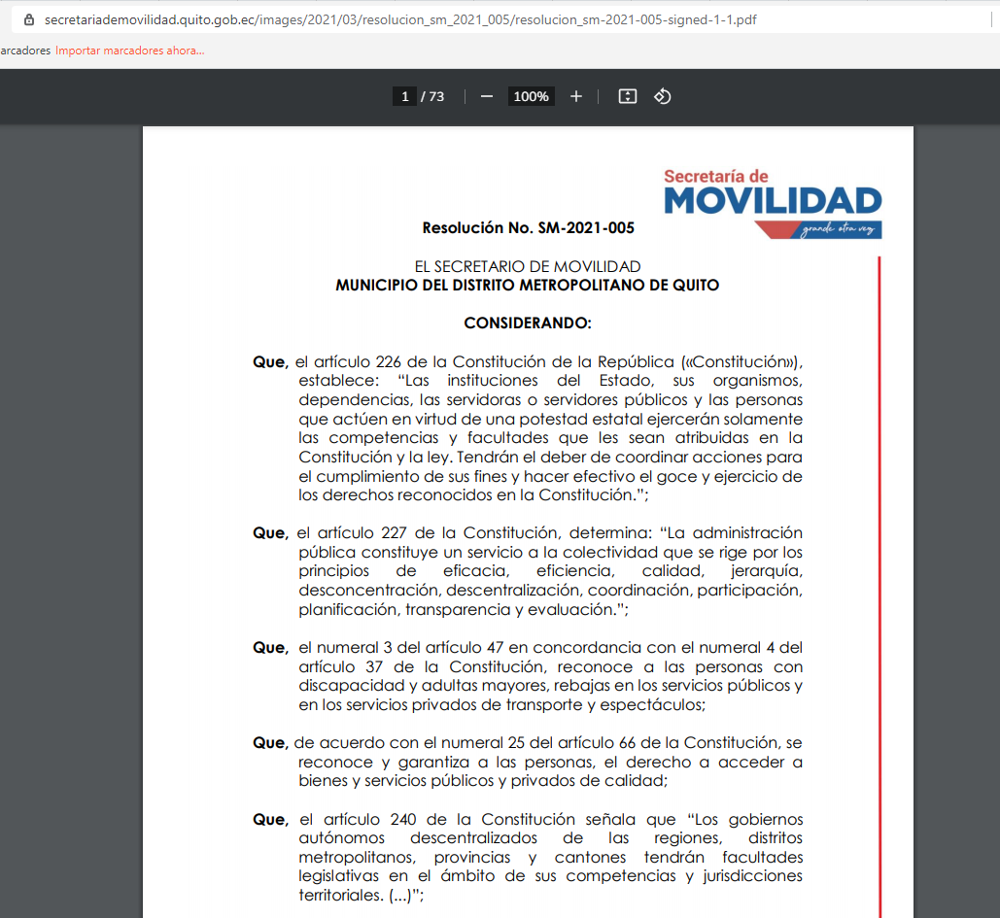 secretariademovilidad.quito.gob.ec/images/2021/03/resolucion_sm_2021_005/resolucion_sm-2021-005-signed-1-1.pdf
arcadores Importar marcadores ahora...
1 / 73 — 100% +
Secretaría de
MOVILIDAD
grande otra vez
Resolución No. SM-2021-005
EL SECRETARIO DE MOVILIDAD
MUNICIPIO DEL DISTRITO METROPOLITANO DE QUITO
CONSIDERANDO:
Que, el artículo 226 de la Constitución de la República («Constitución»),
establece: “Las instituciones del Estado, sus organismos,
dependencias, las servidoras o servidores públicos y las personas
que actúen en virtud de una potestad estatal ejercerán solamente
las competencias y facultades que les sean atribuidas en la
Constitución y la ley. Tendrán el deber de coordinar acciones para
el cumplimiento de sus fines y hacer efectivo el goce y ejercicio de
los derechos reconocidos en la Constitución.”;
Que, el artículo 227 de la Constitución, determina: “La administración
pública constituye un servicio a la colectividad que se rige por los
principios de eficacia, eficiencia, calidad, jerarquía,
desconcentración, descentralización, coordinación, participación,
planificación, transparencia y evaluación.”;
Que, el numeral 3 del artículo 47 en concordancia con el numeral 4 del
artículo 37 de la Constitución, reconoce a las personas con
discapacidad y adultas mayores, rebajas en los servicios públicos y
en los servicios privados de transporte y espectáculos;
Que, de acuerdo con el numeral 25 del artículo 66 de la Constitución, se
reconoce y garantiza a las personas, el derecho a acceder a
bienes y servicios públicos y privados de calidad;
Que, el artículo 240 de la Constitución señala que “Los gobiernos
autónomos descentralizados de las regiones, distritos
metropolitanos, provincias y cantones tendrán facultades
legislativas en el ámbito de sus competencias y jurisdicciones
territoriales. (...)”;